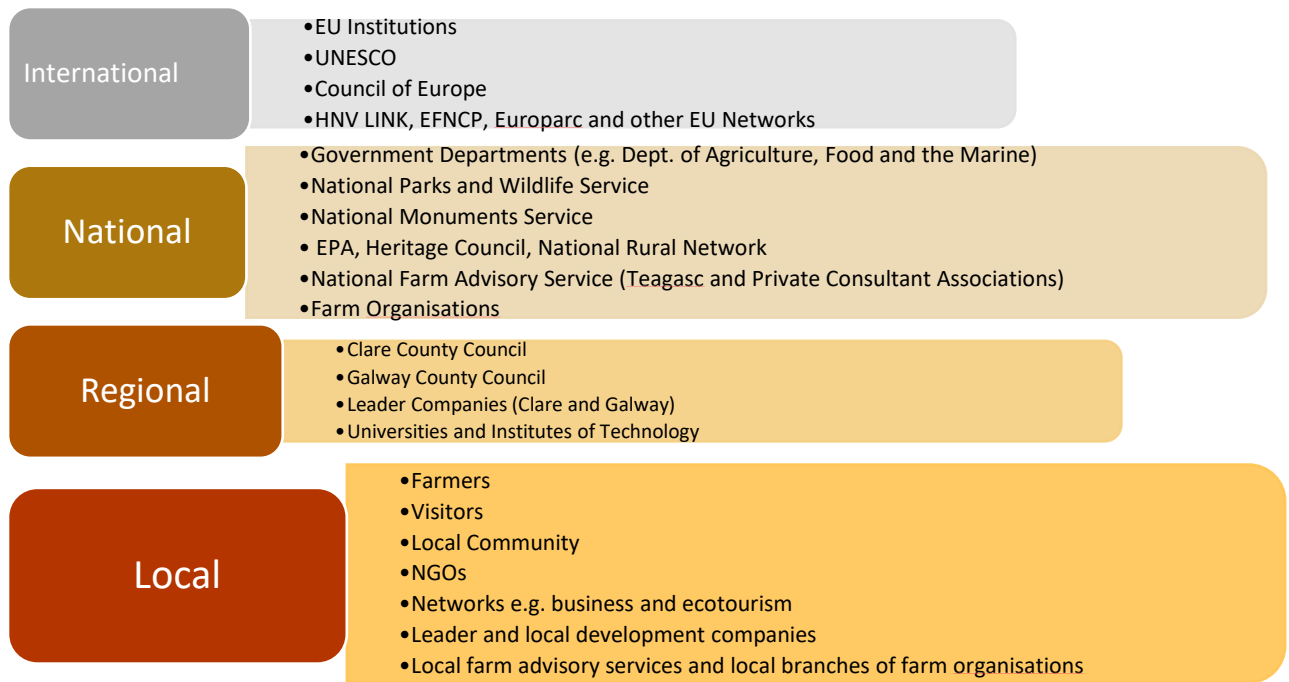 International
•EU Institutions
•UNESCO
•Council of Europe
•HNV LINK, EFNCP, Europarc and other EU Networks
National
•Government Departments (e.g. Dept. of Agriculture, Food and the Marine)
•National Parks and Wildlife Service
•National Monuments Service
• EPA, Heritage Council, National Rural Network
•National Farm Advisory Service (Teagasc and Private Consultant Associations)
•Farm Organisations
Regional
•Clare County Council
•Galway County Council
•Leader Companies (Clare and Galway)
•Universities and Institutes of Technology
Local
•Farmers
•Visitors
•Local Community
•NGOs
•Networks e.g. business and ecotourism
•Leader and local development companies
•Local farm advisory services and local branches of farm organisations